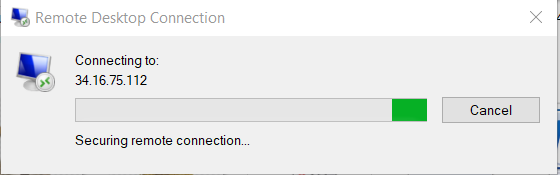 Remote Desktop Connection
Connecting to:
34.16.75.112
Cancel
Securing remote connection...